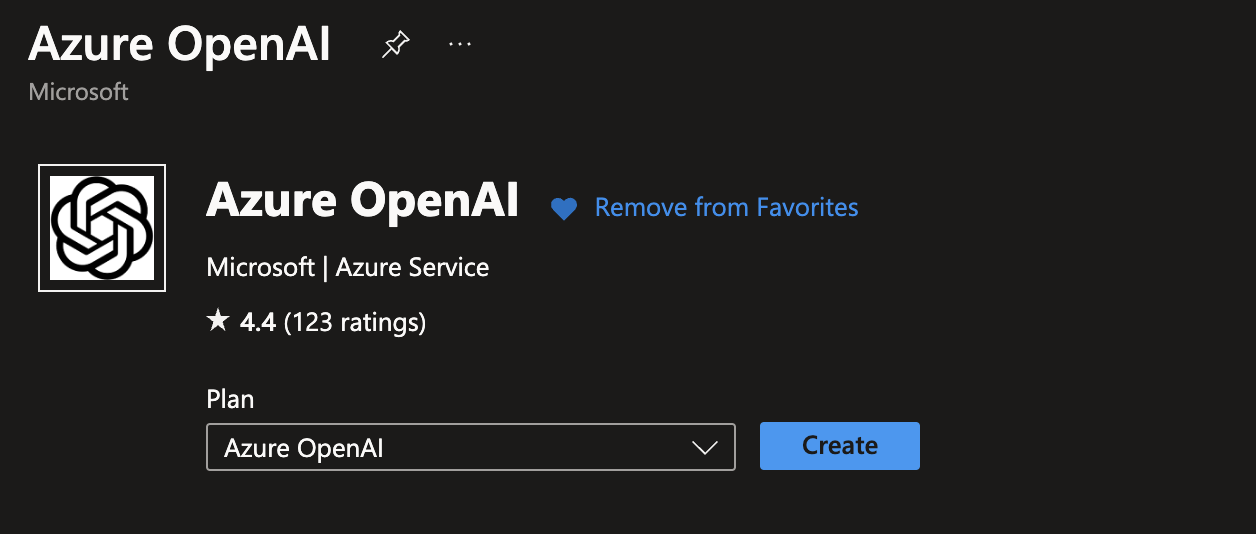 Azure OpenAI
Microsoft
Azure OpenAI Remove from Favorites
Microsoft | Azure Service
★ 4.4 (123 ratings)
Plan
Azure OpenAI
Create